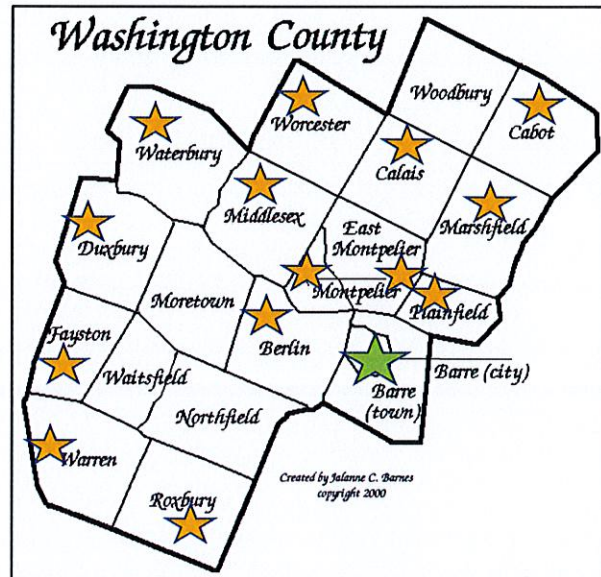 Washington County
Woodbury
Cabot
Worcester
Waterbury
Calais
Middlesex
Marshfield
East
Montpelier
Duxbury
Moretown
Montpelier
Plainfield
Fayston
Berlin
Waitsfield
Barre (city)
Barre
(town)
Northfield
Warren
Created by Jalanne C. Barnes
copyright 2000
Roxbury